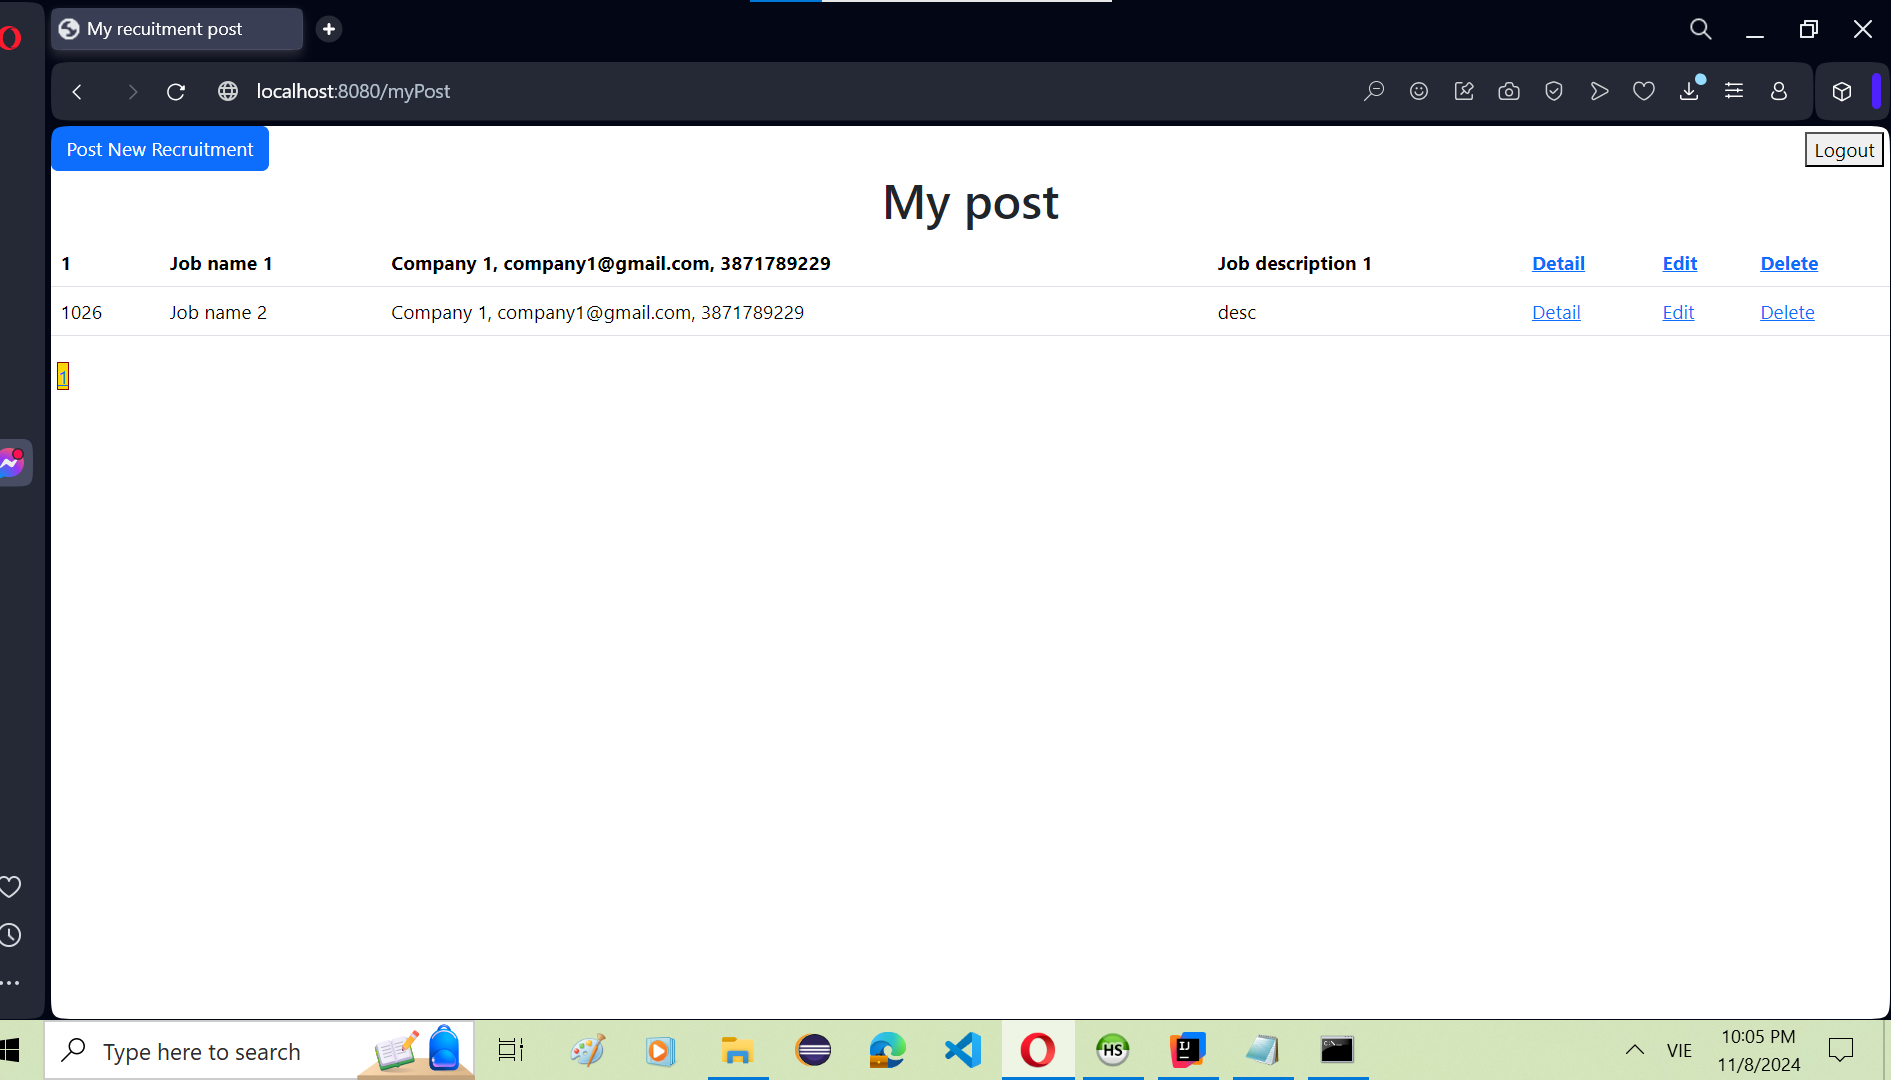 My recuitment post
localhost:8080/myPost
Post New Recruitment
Logout
My post
1 Job name 1 Company 1, company1@gmail.com, 3871789229 Job description 1 Detail Edit Delete
1026 Job name 2 Company 1, company1@gmail.com, 3871789229 desc Detail Edit Delete
1
Type here to search
HS
IJ
VIE
10:05 PM
11/8/2024